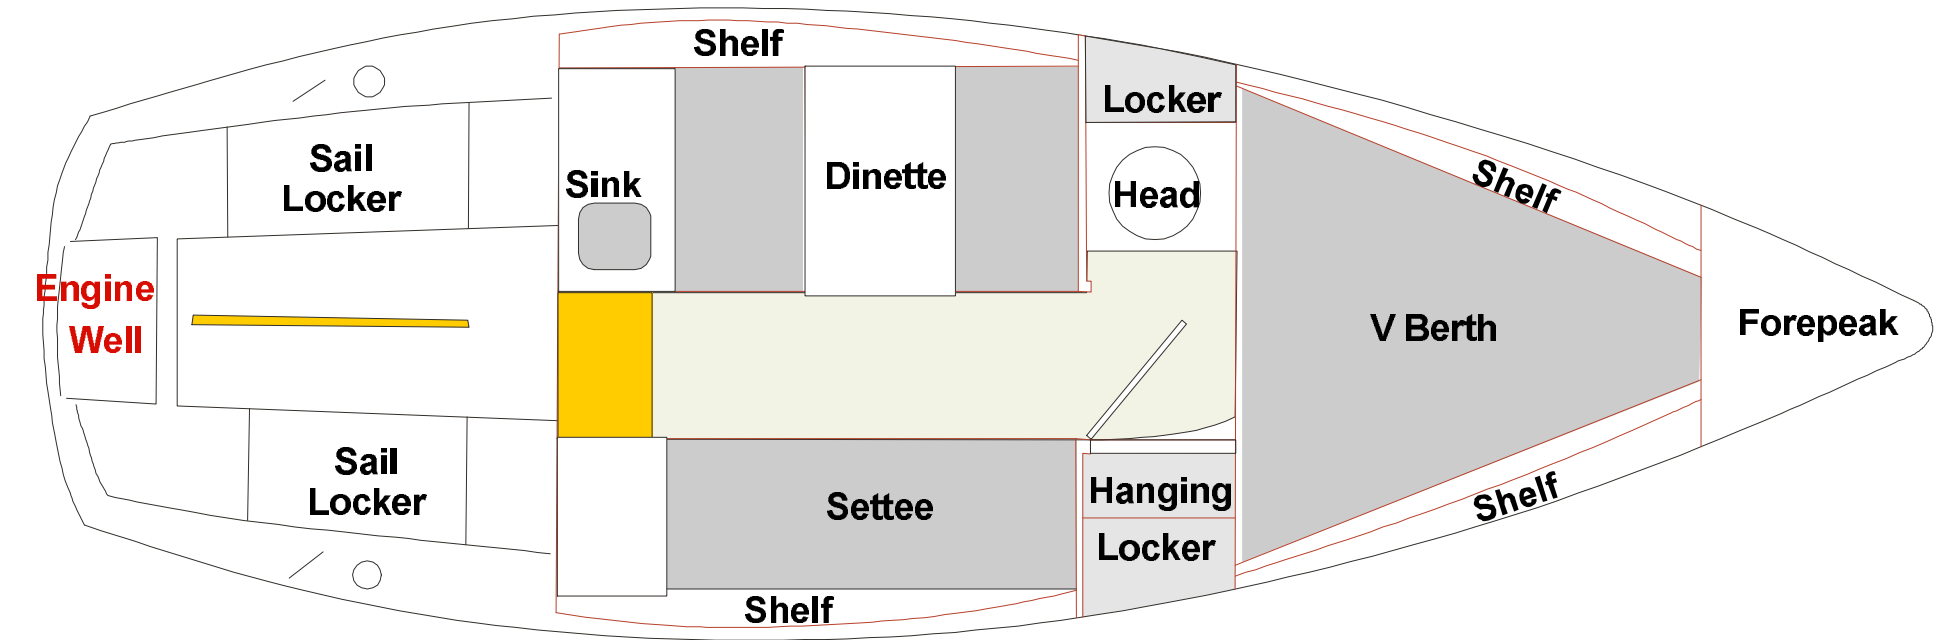 Shelf
Locker
Sail
Locker
Sink
Dinette
Head
Shelf
Engine
Well
V Berth
Forepeak
Sail
Locker
Settee
Hanging
Locker
Shelf
Shelf